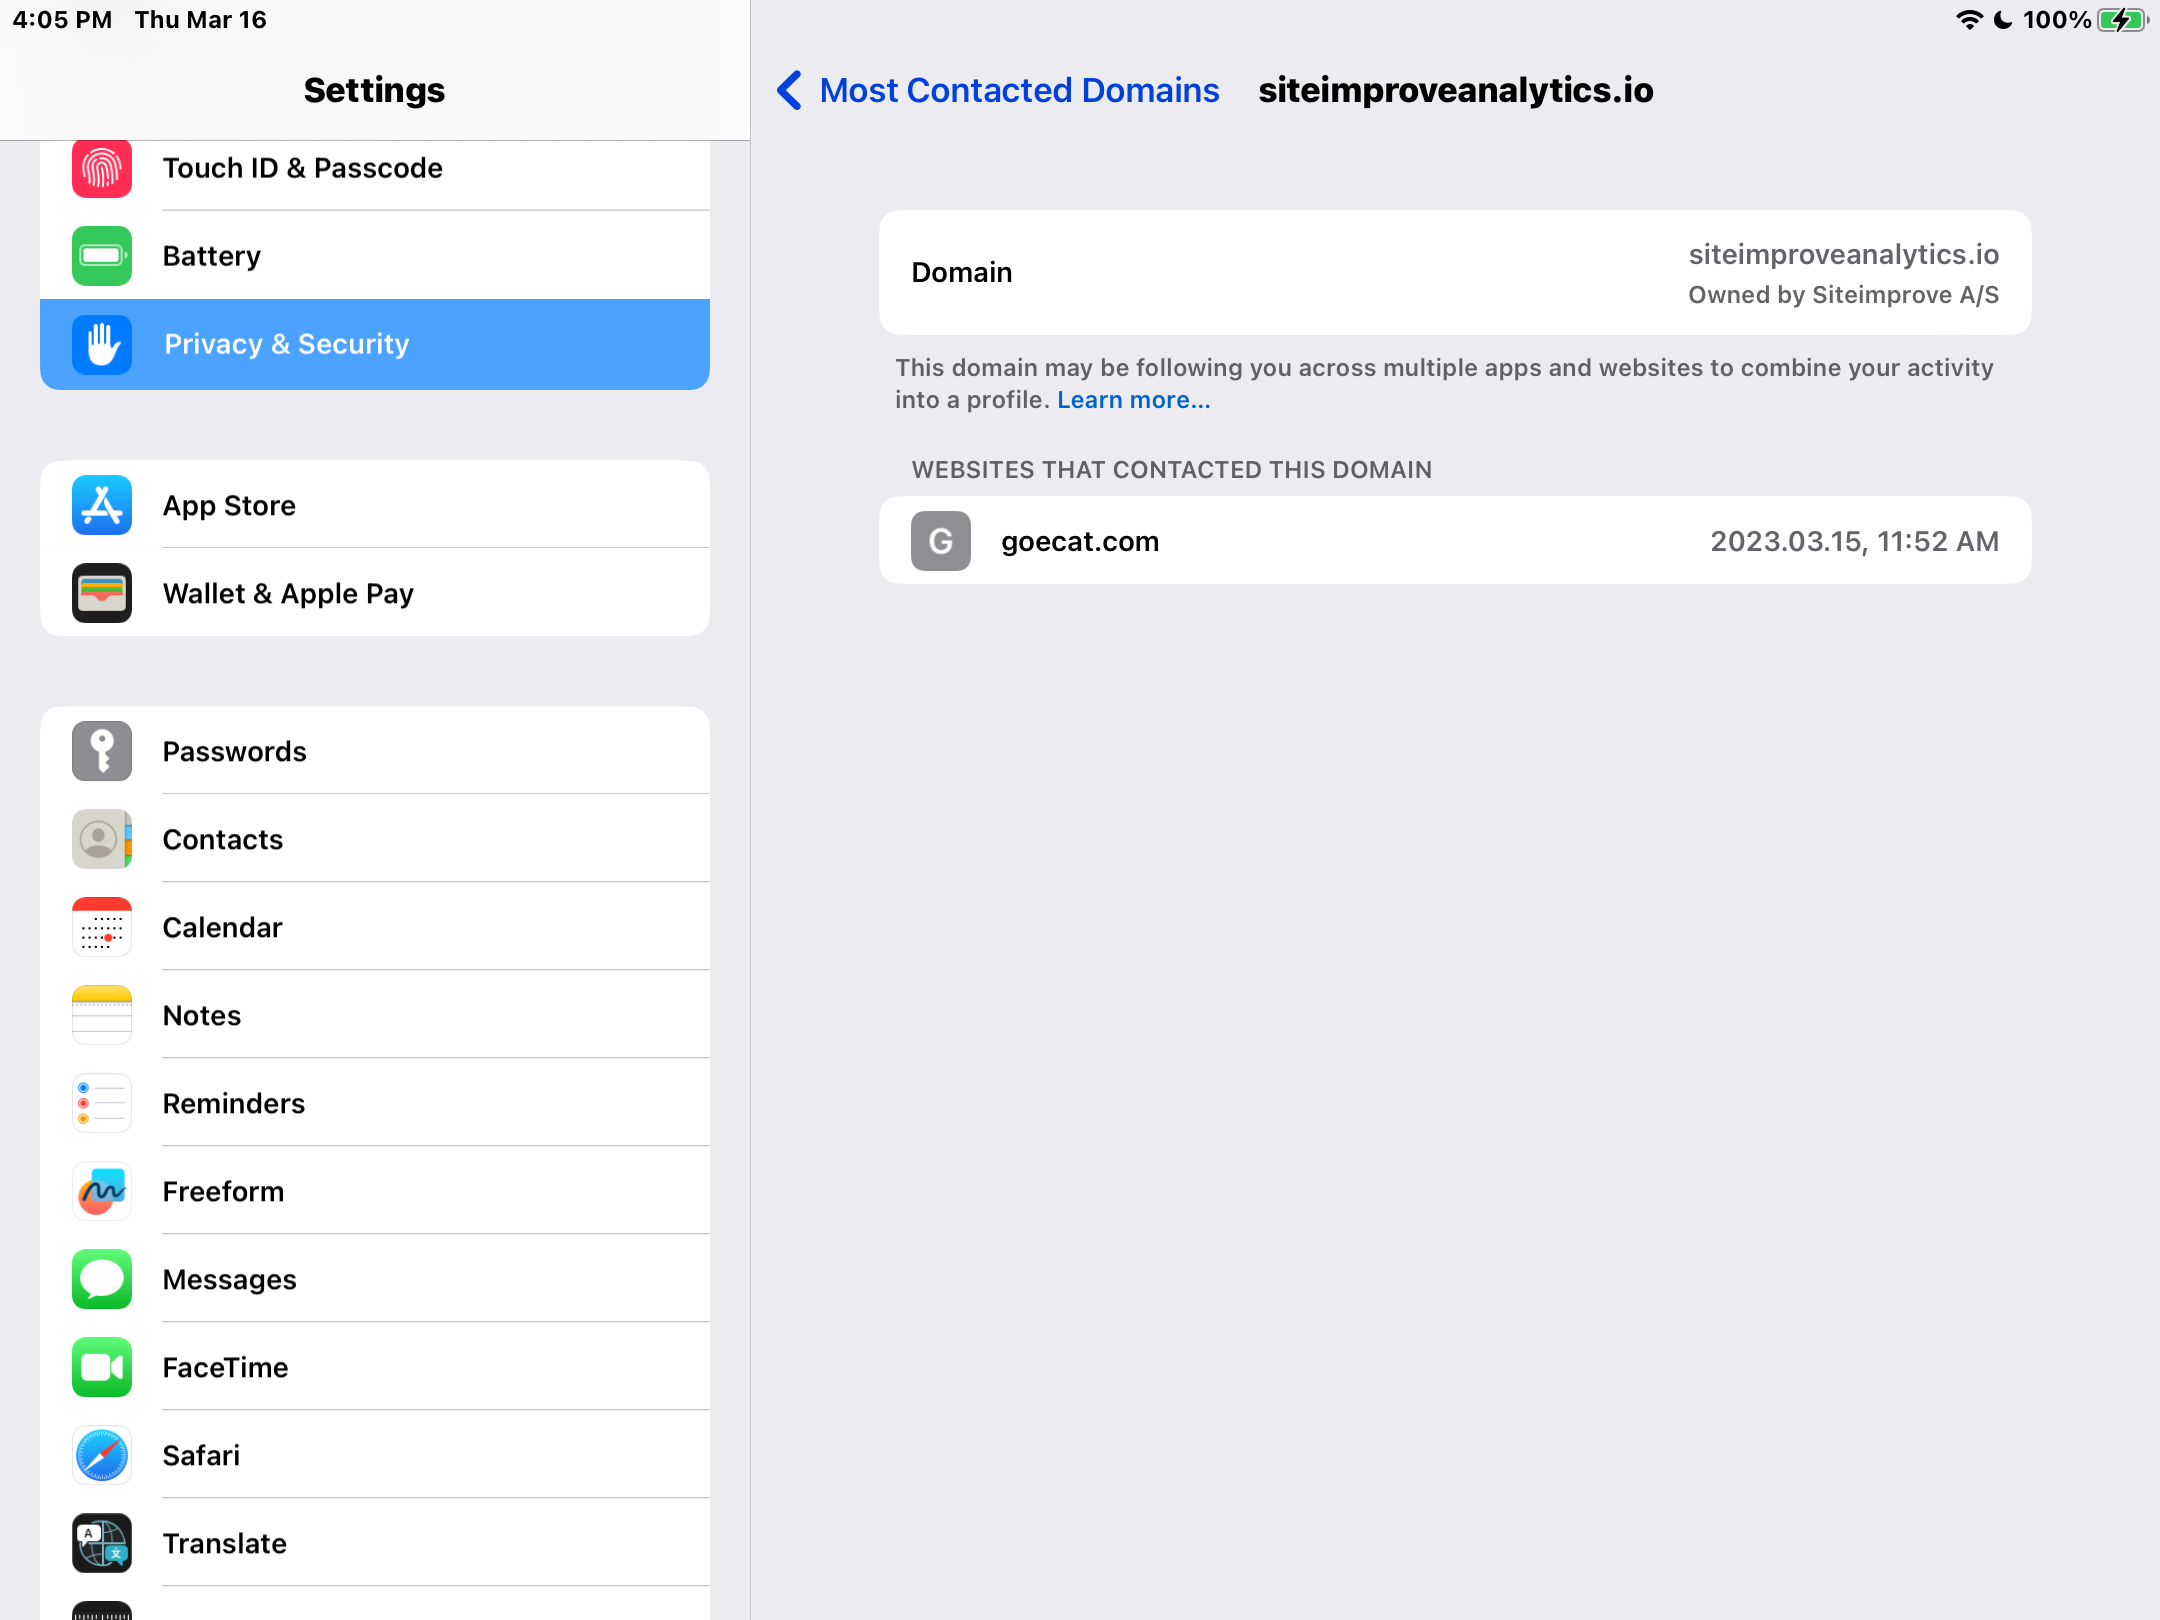 4:05 PM Thu Mar 16
100%
Settings
Touch ID & Passcode
Battery
Privacy & Security
App Store
Wallet & Apple Pay
Passwords
Contacts
Calendar
Notes
Reminders
Freeform
Messages
FaceTime
Safari
A
文
Translate
Most Contacted Domains
siteimproveanalytics.io
Domain
siteimproveanalytics.io
Owned by Siteimprove A/S
This domain may be following you across multiple apps and websites to combine your activity
into a profile. Learn more...
WEBSITES THAT CONTACTED THIS DOMAIN
G
goecat.com
2023.03.15, 11:52 AM